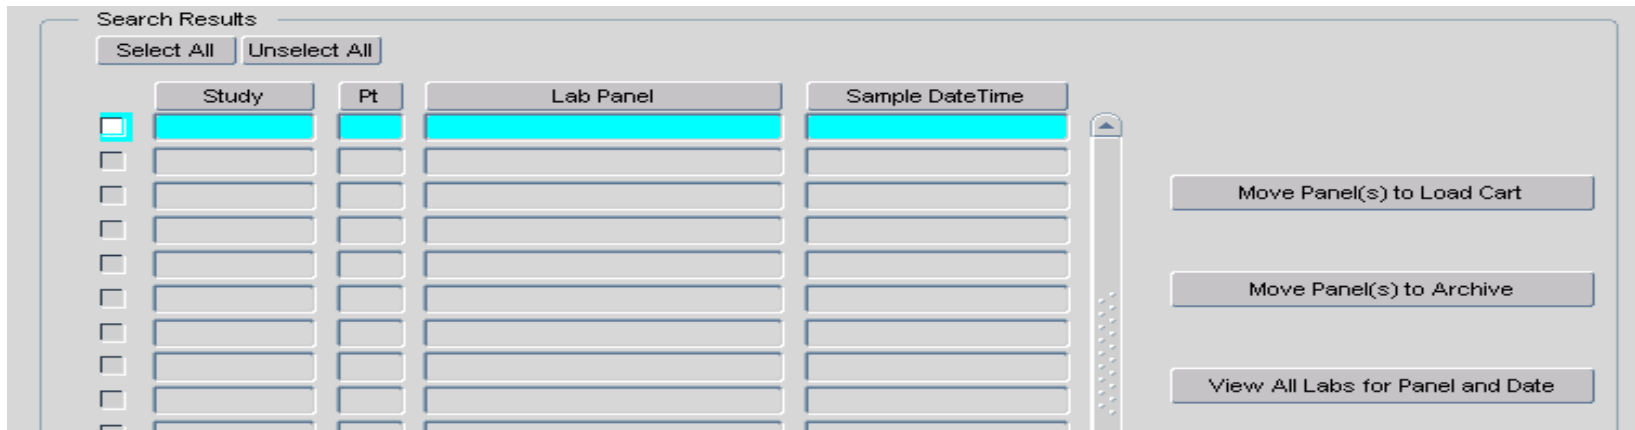 Search Results
Select All Unselect All
Study Pt Lab Panel Sample DateTime
Move Panel(s) to Load Cart
Move Panel(s) to Archive
View All Labs for Panel and Date